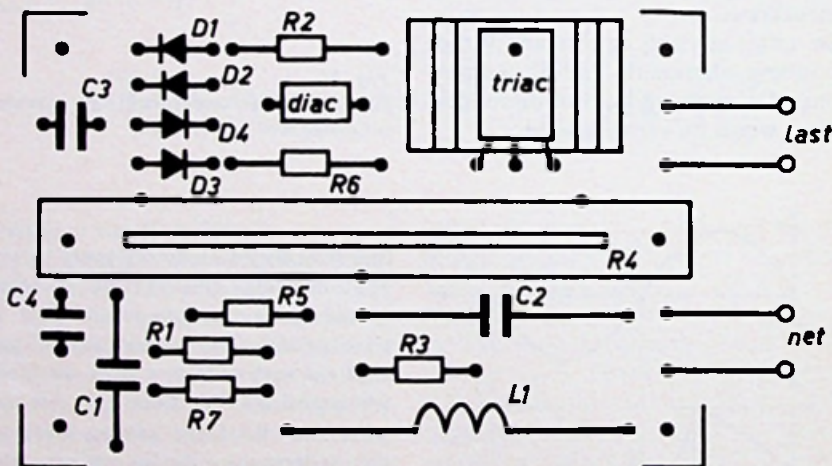 D1
R2
C3
D2
diac
triac
D4
last
D3
R6
R4
C4
R5
C2
R1
R3
net
C1
R7
L1